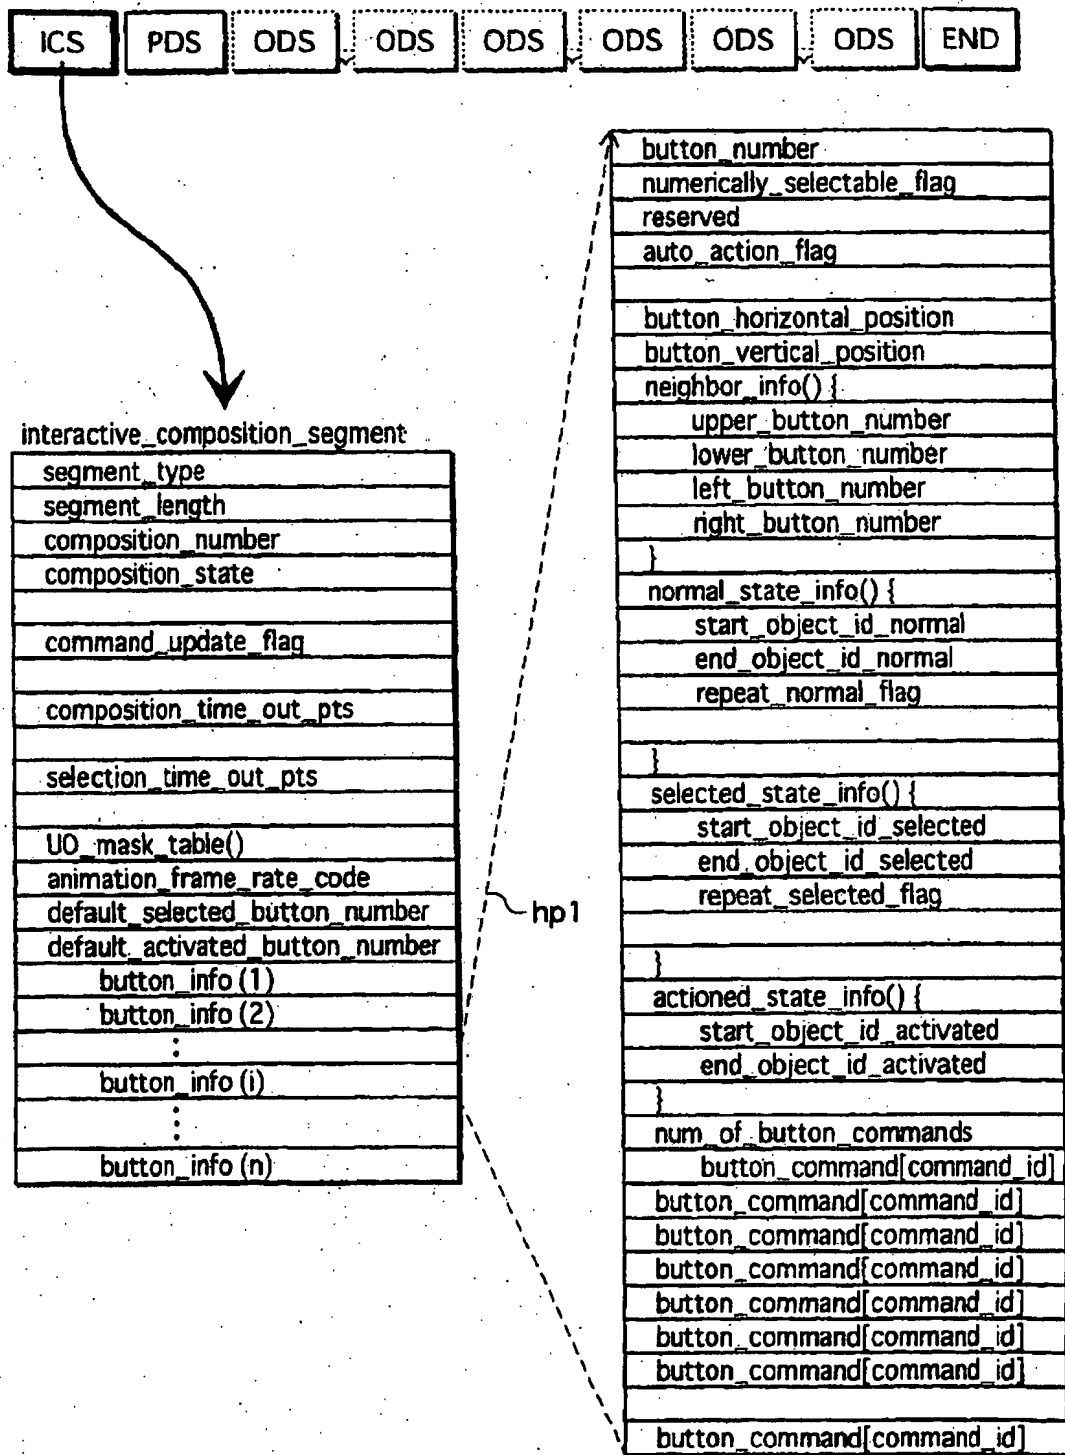 ICS PDS ODS ODS ODS ODS ODS ODS END
interactive_composition_segment
segment_type
segment_length
composition_number
composition_state
command_update_flag
composition_time_out_pts
selection_time_out_pts
UO_mask_table()
animation_frame_rate_code
default_selected_button_number
default_activated_button_number
button_info (1)
button_info (2)
button_info (i)
button_info (n)
hp1
button_number
numerically_selectable_flag
reserved
auto_action_flag
button_horizontal_position
button_vertical_position
neighbor_info() {
upper_button_number
lower_button_number
left_button_number
right_button_number
}
normal_state_info() {
start_object_id_normal
end_object_id_normal
repeat_normal_flag
}
selected_state_info() {
start_object_id_selected
end_object_id_selected
repeat_selected_flag
}
actioned_state_info() {
start_object_id_activated
end_object_id_activated
}
num_of_button_commands
button_command[command_id]
button_command[command_id]
button_command[command_id]
button_command[command_id]
button_command[command_id]
button_command[command_id]
button_command[command_id]
button_command[command_id]